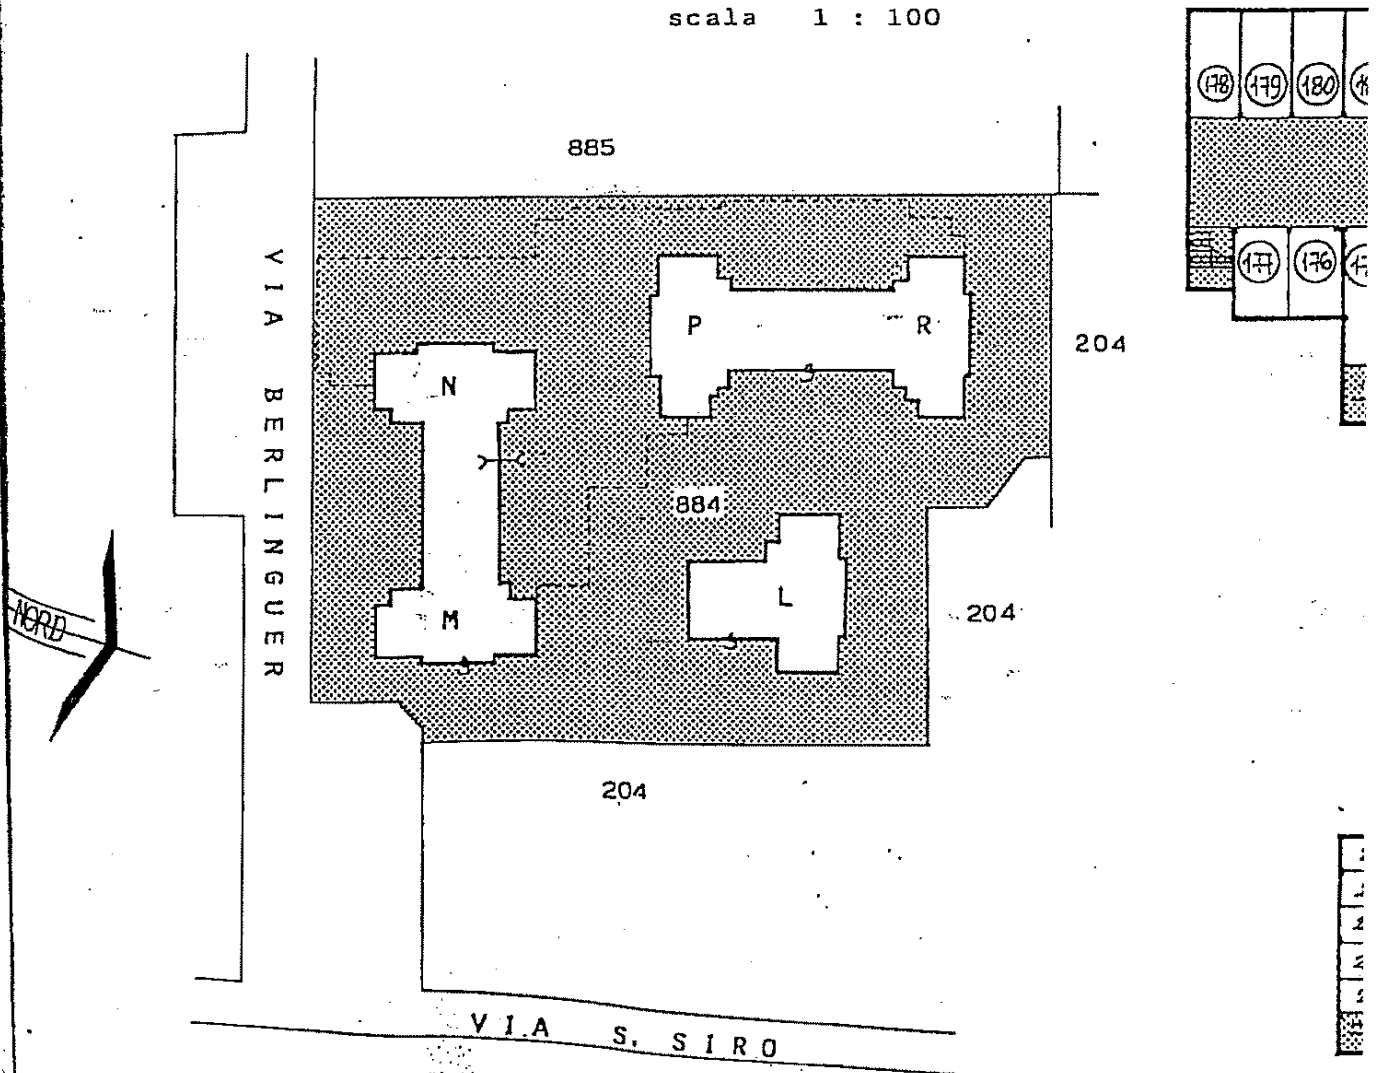 scala 1 : 100
178 179 180
885
177 176
VIA BERLINGUER
P R
204
N
884
L
204
M
NORD
204
VIA S. SIRO